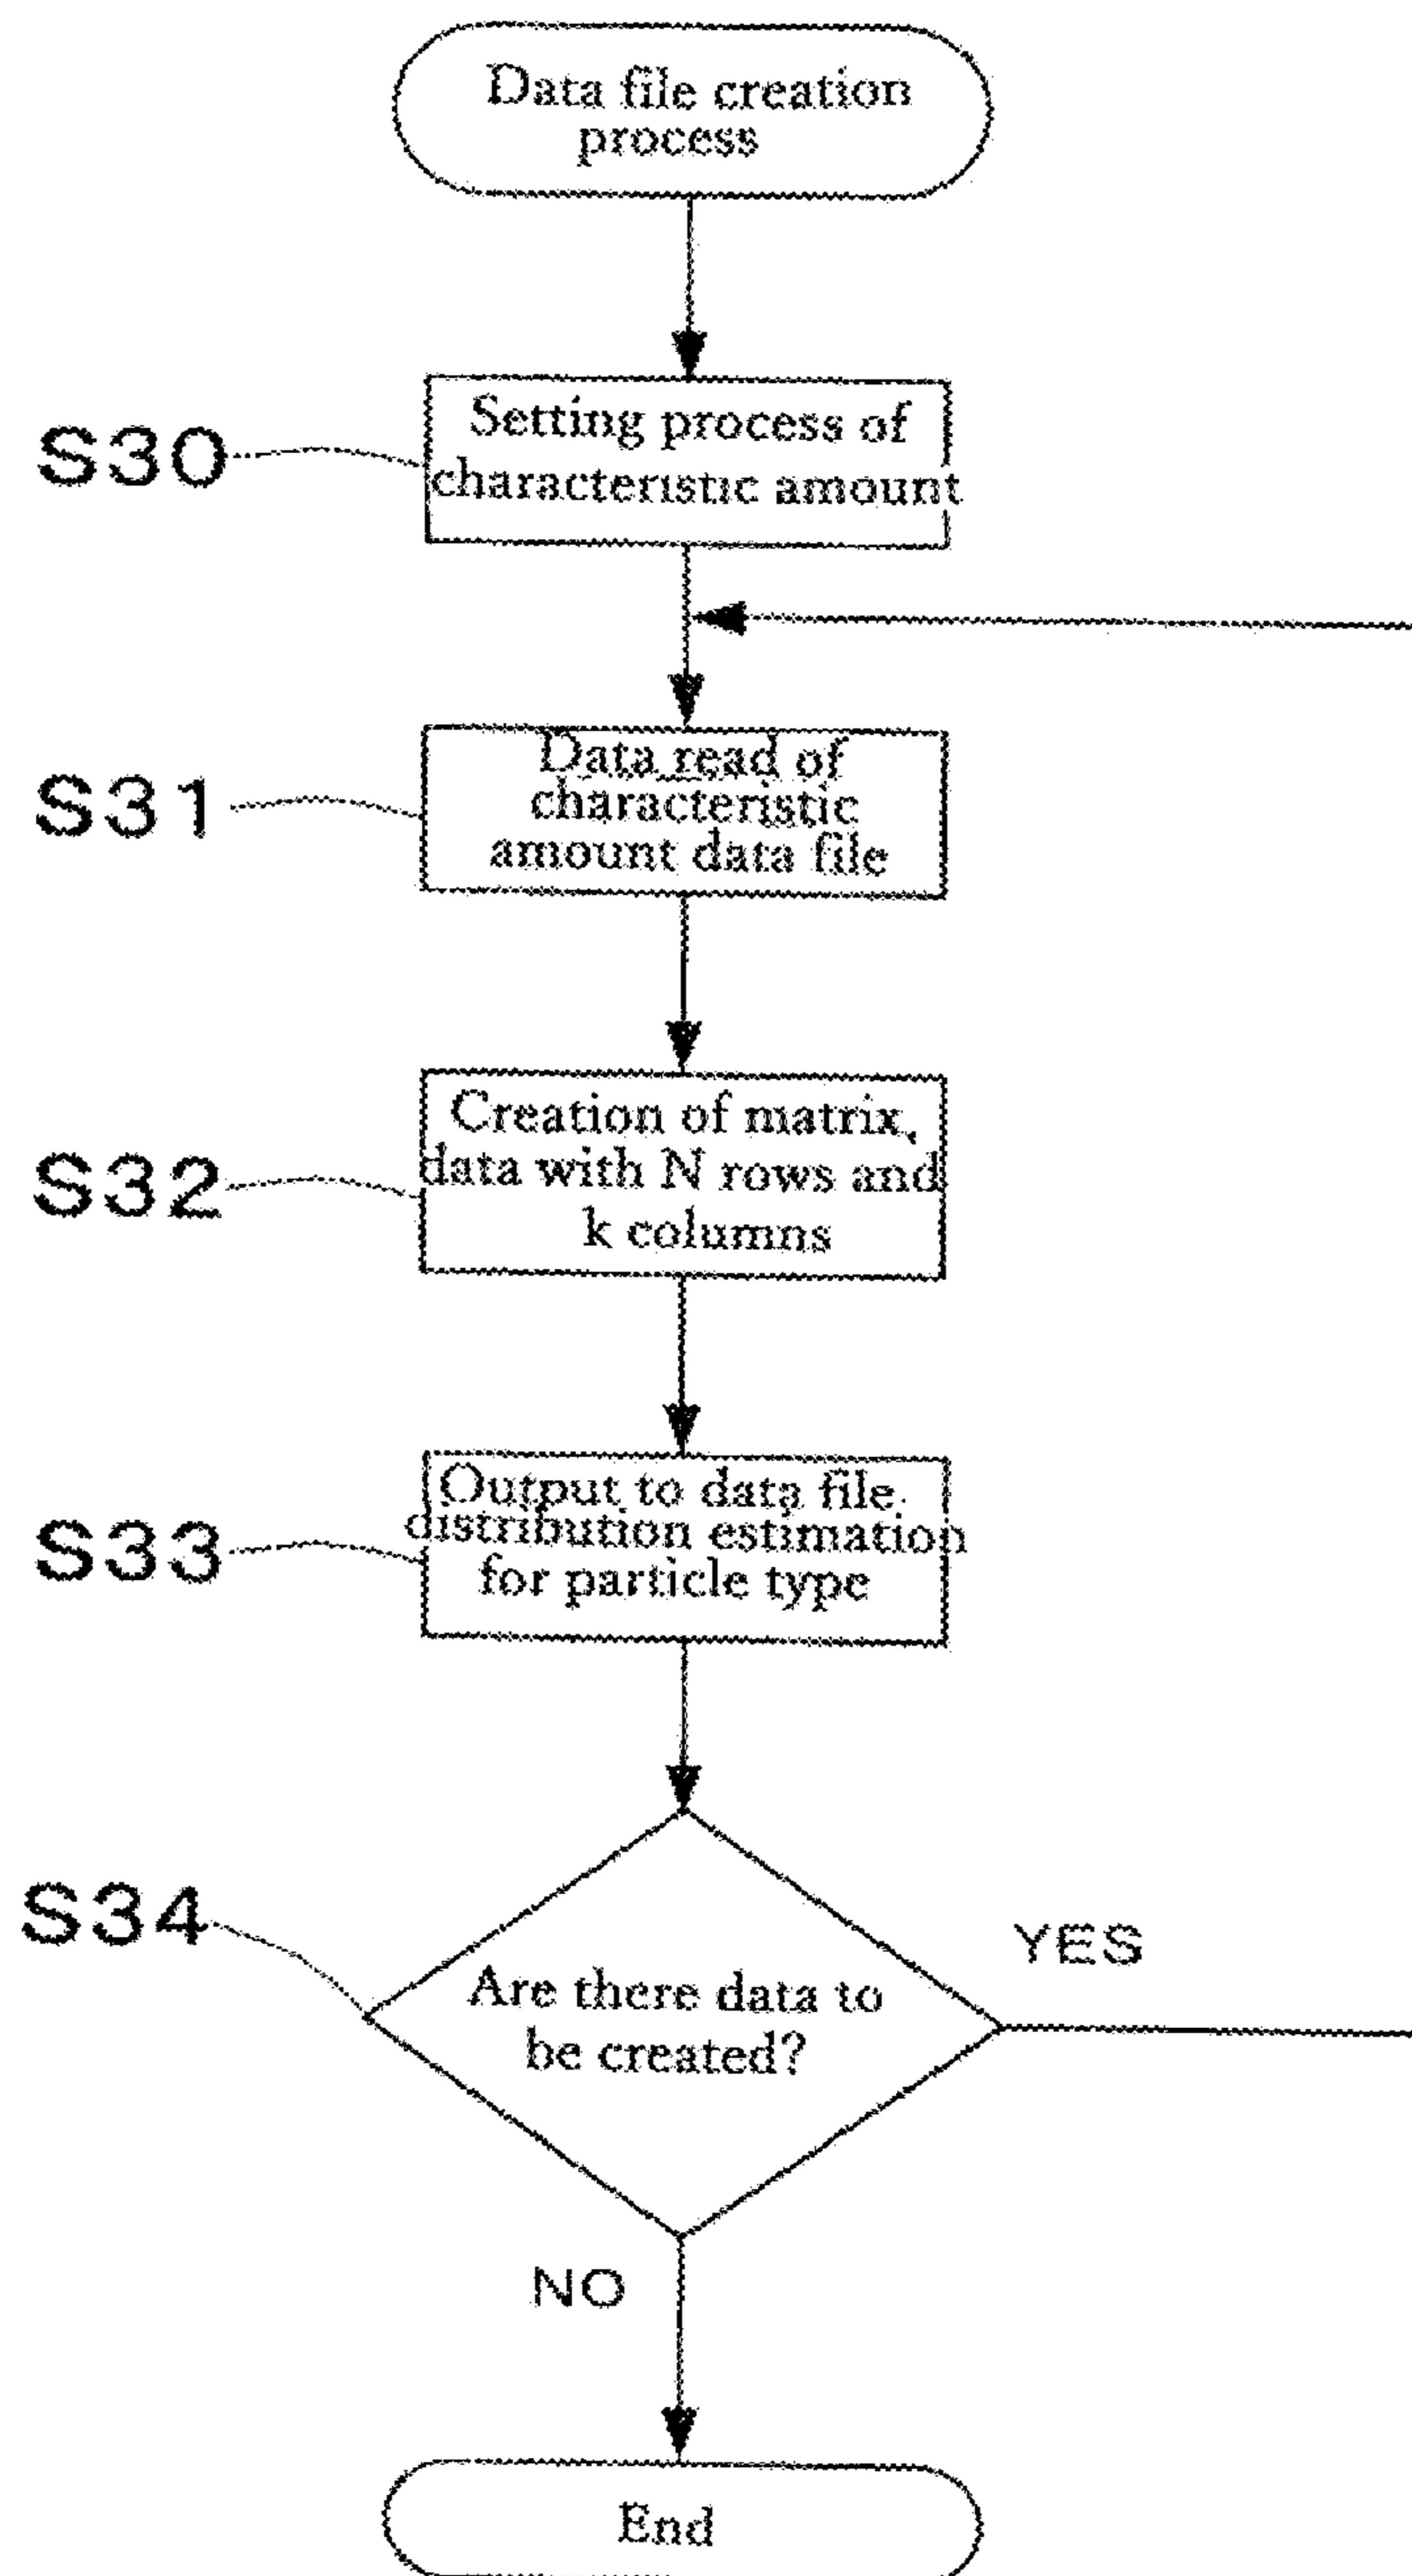 Data file creation
process
S30
Setting process of
characteristic amount
S31
Data read of
characteristic
amount data file
S32
Creation of matrix,
data with N rows and
k columns
S33
Output to data file
distribution estimation
for particle type
S34
Are there data to
be created?
YES
NO
End